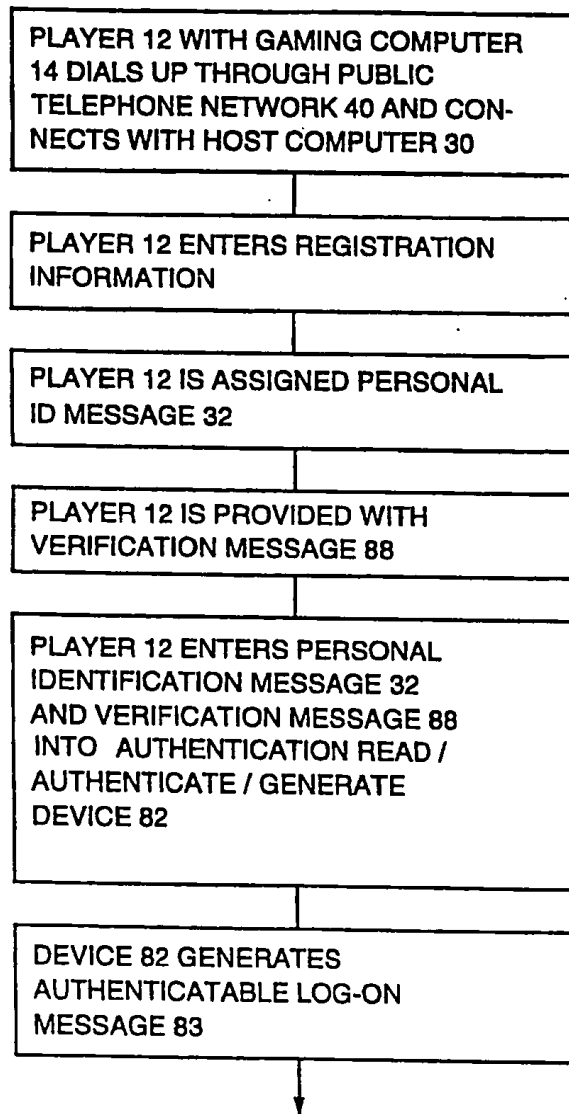 PLAYER 12 WITH GAMING COMPUTER
14 DIALS UP THROUGH PUBLIC
TELEPHONE NETWORK 40 AND CON-
NECTS WITH HOST COMPUTER 30
PLAYER 12 ENTERS REGISTRATION
INFORMATION
PLAYER 12 IS ASSIGNED PERSONAL
ID MESSAGE 32
PLAYER 12 IS PROVIDED WITH
VERIFICATION MESSAGE 88
PLAYER 12 ENTERS PERSONAL
IDENTIFICATION MESSAGE 32
AND VERIFICATION MESSAGE 88
INTO AUTHENTICATION READ /
AUTHENTICATE / GENERATE
DEVICE 82
DEVICE 82 GENERATES
AUTHENTICATABLE LOG-ON
MESSAGE 83